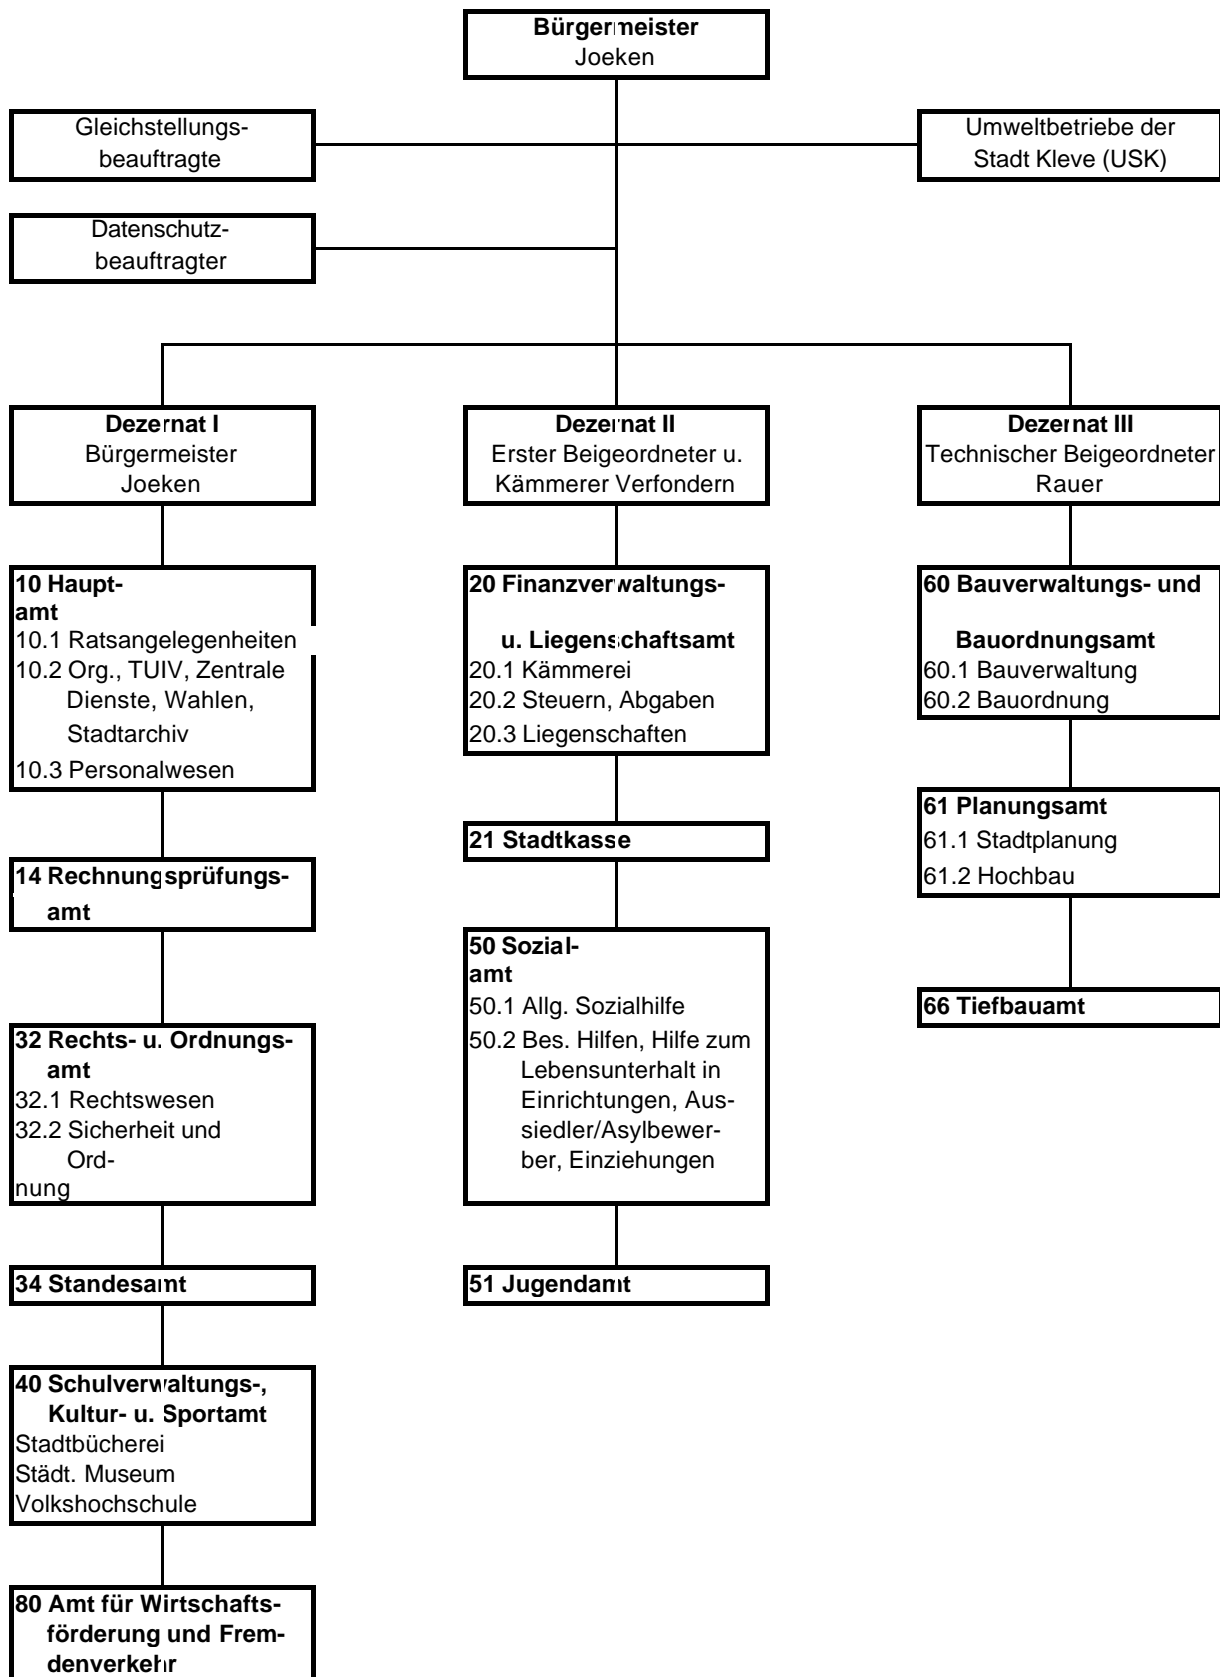 Bürgermeister
Joeken
Gleichstellungs-
beauftragte
Umweltbetriebe der
Stadt Kleve (USK)
Datenschutz-
beauftragter
Dezernat I
Bürgermeister
Joeken
Dezernat II
Erster Beigeordneter u.
Kämmerer Verfondern
Dezernat III
Technischer Beigeordneter
Rauer
10 Haupt-
amt
10.1 Ratsangelegenheiten
10.2 Org., TUIV, Zentrale
Dienste, Wahlen,
Stadtarchiv
10.3 Personalwesen
14 Rechnungsprüfungs-
amt
32 Rechts- u. Ordnungs-
amt
32.1 Rechtswesen
32.2 Sicherheit und
Ord-
nung
34 Standesamt
40 Schulverwaltungs-,
Kultur- u. Sportamt
Stadtbücherei
Städt. Museum
Volkshochschule
80 Amt für Wirtschafts-
förderung und Frem-
denverkehr
20 Finanzverwaltungs-
u. Liegenschaftsamt
20.1 Kämmerei
20.2 Steuern, Abgaben
20.3 Liegenschaften
21 Stadtkasse
50 Sozial-
amt
50.1 Allg. Sozialhilfe
50.2 Bes. Hilfen, Hilfe zum
Lebensunterhalt in
Einrichtungen, Aus-
siedler/Asylbewer-
ber, Einziehungen
51 Jugendamt
60 Bauverwaltungs- und
Bauordnungsamt
60.1 Bauverwaltung
60.2 Bauordnung
61 Planungsamt
61.1 Stadtplanung
61.2 Hochbau
66 Tiefbauamt